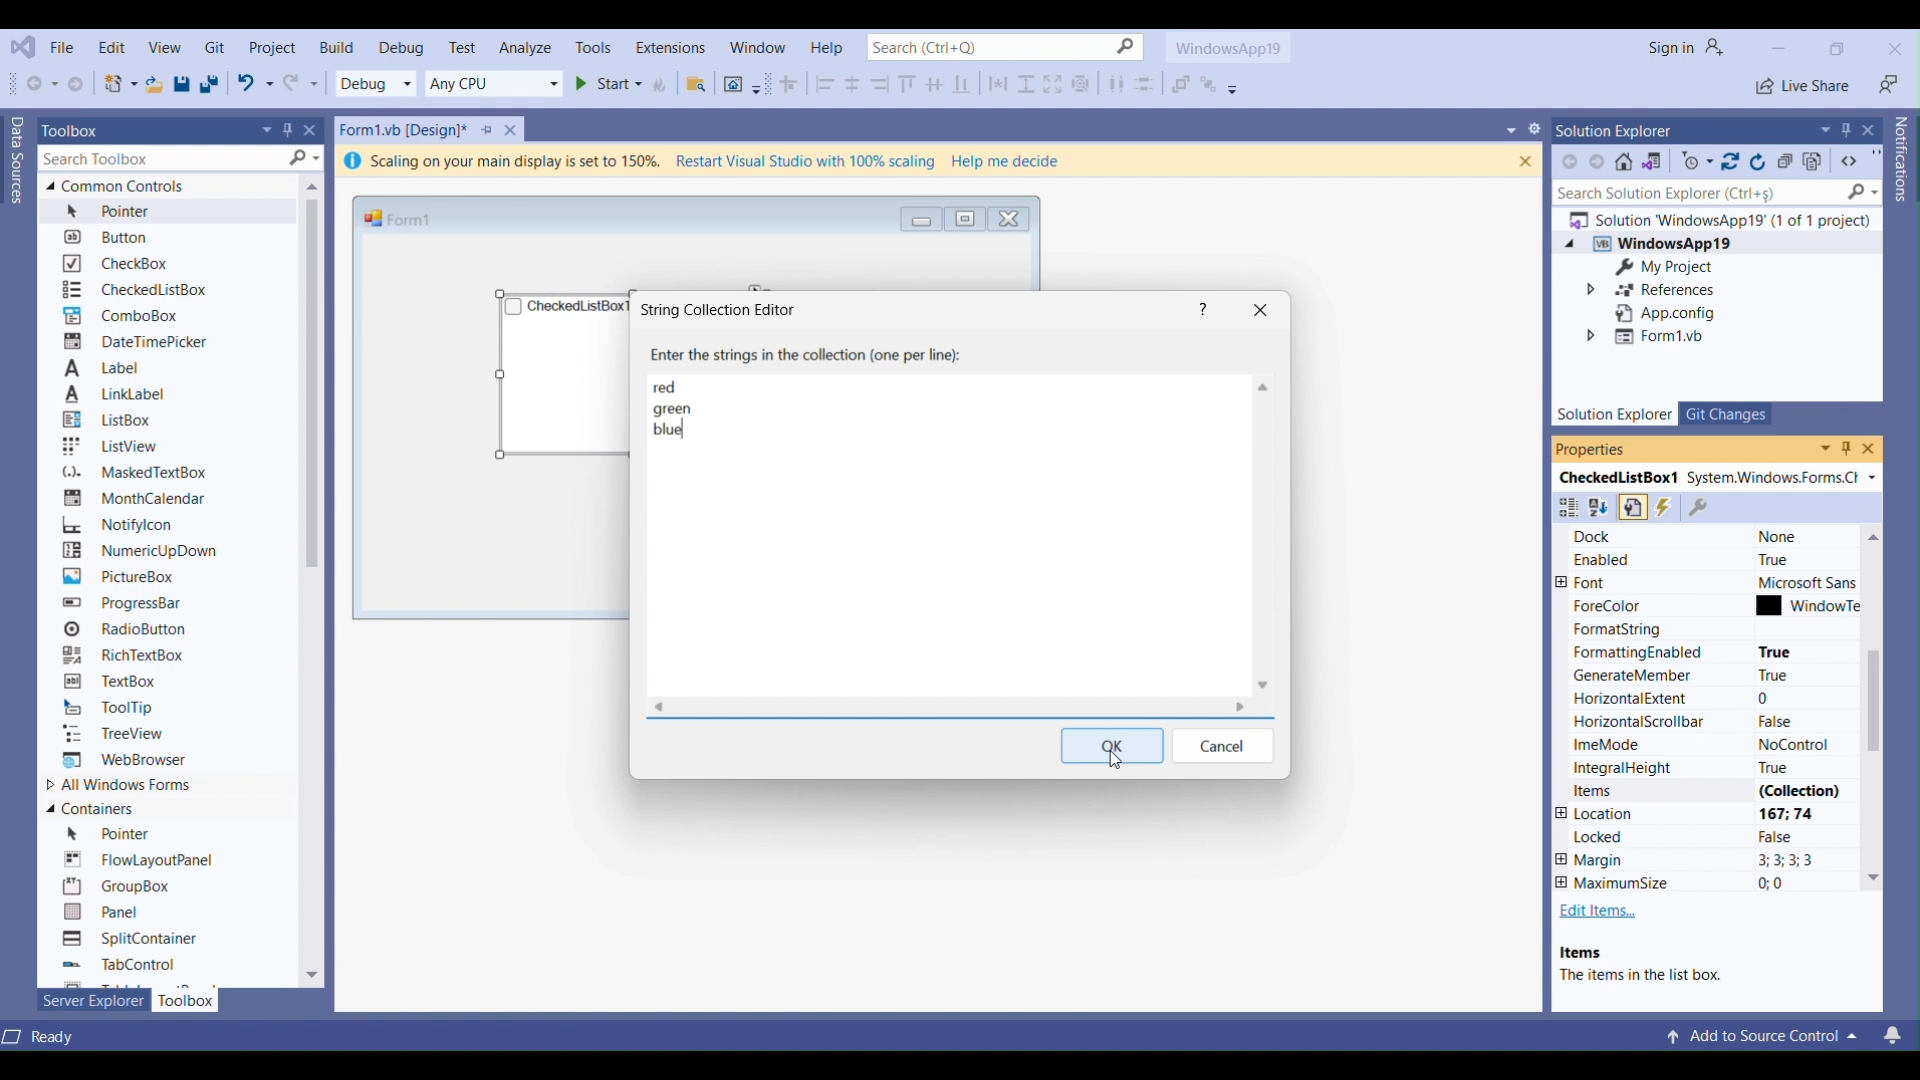 File Edit View Git Project Build Debug Test Analyze Tools Extensions Window Help Search (Ctrl+Q) WindowsApp19 Sign in
Debug Any CPU Start Live Share
Data Sources
Toolbox
Search Toolbox
Common Controls
Pointer
Button
CheckBox
CheckedListBox
ComboBox
DateTimePicker
Label
LinkLabel
ListBox
ListView
MaskedTextBox
MonthCalendar
NotifyIcon
NumericUpDown
PictureBox
ProgressBar
RadioButton
RichTextBox
TextBox
ToolTip
TreeView
WebBrowser
All Windows Forms
Containers
Pointer
FlowLayoutPanel
GroupBox
Panel
SplitContainer
TabControl
Server Explorer Toolbox
Form1.vb [Design]*
Scaling on your main display is set to 150%. Restart Visual Studio with 100% scaling Help me decide
Form1
CheckedListBox1
String Collection Editor ?
Enter the strings in the collection (one per line):
red
green
blue
OK Cancel
Solution Explorer
Search Solution Explorer (Ctrl+ş)
Solution 'WindowsApp19' (1 of 1 project)
VB WindowsApp19
My Project
References
App.config
Form1.vb
Solution Explorer Git Changes
Properties
CheckedListBox1 System.Windows.Forms.Ch
Dock None
Enabled True
Font Microsoft Sans
ForeColor WindowTe
FormatString
FormattingEnabled True
GenerateMember True
HorizontalExtent 0
HorizontalScrollbar False
ImeMode NoControl
IntegralHeight True
Items (Collection)
Location 167; 74
Locked False
Margin 3; 3; 3; 3
MaximumSize 0; 0
Edit Items...
Items
The items in the list box.
Notifications
Ready Add to Source Control